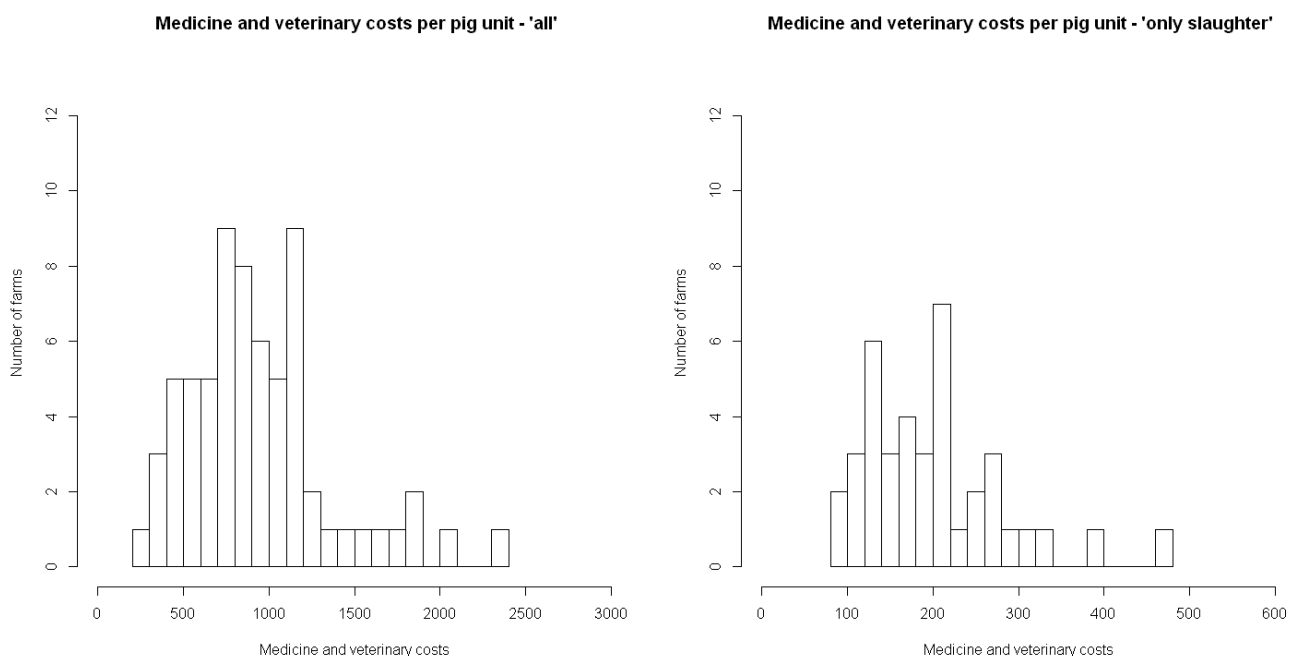 Medicine and veterinary costs per pig unit - 'all'
12
10
8
6
4
2
0
Number of farms
0 500 1000 1500 2000 2500 3000
Medicine and veterinary costs
Medicine and veterinary costs per pig unit - 'only slaughter'
12
10
8
6
4
2
0
Number of farms
0 100 200 300 400 500 600
Medicine and veterinary costs